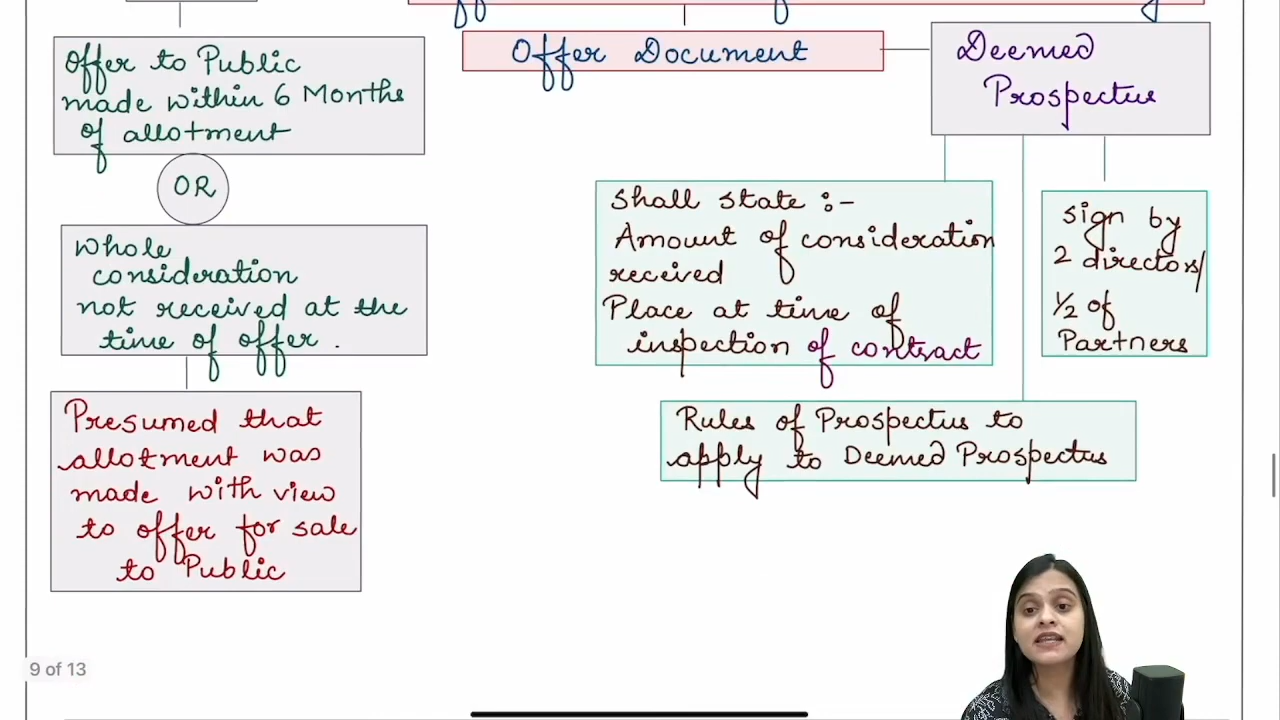 Offer to Public
made within 6 Months
of allotment
OR
Whole
consideration
not received at the
time of offer .
Presumed that
allotment was
made with view
to offer for sale
to Public
Offer Document
Deemed
Prospectus
Shall state :-
Amount of consideration
received
Place at time of
inspection of contract
sign by
2 directors/
1/2 of
Partners
Rules of Prospectus to
apply to Deemed Prospectus
9 of 13